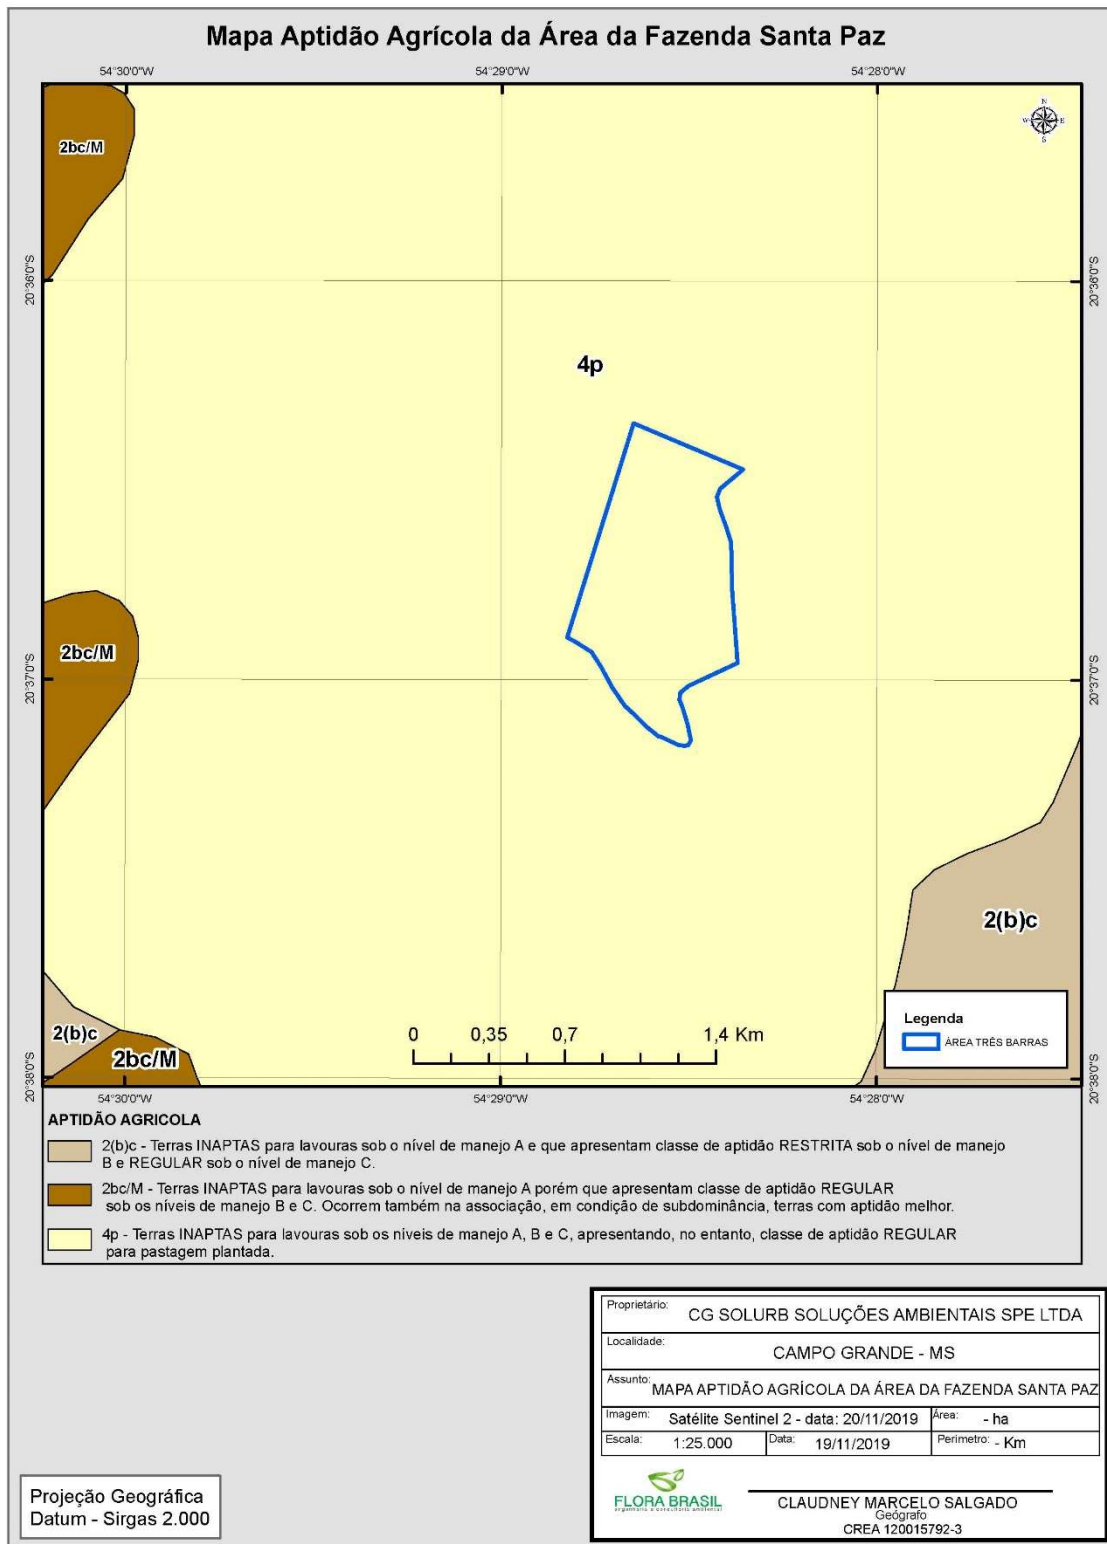 Mapa Aptidão Agrícola da Área da Fazenda Santa Paz
54°30'0"W
54°29'0"W
54°28'0"W
N
W
E
S
2bc/M
20°36'0"S
20°36'0"S
4p
2bc/M
20°37'0"S
20°37'0"S
2(b)c
Legenda
ÁREA TRÊS BARRAS
2(b)c
2bc/M
0
0,35
0,7
1,4 Km
20°38'0"S
20°38'0"S
54°30'0"W
54°29'0"W
54°28'0"W
APTIDÃO AGRICOLA
2(b)c - Terras INAPTAS para lavouras sob o nível de manejo A e que apresentam classe de aptidão RESTRITA sob o nível de manejo
B e REGULAR sob o nível de manejo C.
2bc/M - Terras INAPTAS para lavouras sob o nível de manejo A porém que apresentam classe de aptidão REGULAR
sob os níveis de manejo B e C. Ocorrem também na associação, em condição de subdominância, terras com aptidão melhor.
4p - Terras INAPTAS para lavouras sob os níveis de manejo A, B e C, apresentando, no entanto, classe de aptidão REGULAR
para pastagem plantada.
Proprietário: CG SOLURB SOLUÇÕES AMBIENTAIS SPE LTDA
Localidade: CAMPO GRANDE - MS
Assunto: MAPA APTIDÃO AGRÍCOLA DA ÁREA DA FAZENDA SANTA PAZ
Imagem: Satélite Sentinel 2 - data: 20/11/2019 Área: - ha
Escala: 1:25.000 Data: 19/11/2019 Perimetro: - Km
FLORA BRASIL
engenharia e consultoria ambiental
CLAUDNEY MARCELO SALGADO
Geógrafo
CREA 120015792-3
Projeção Geográfica
Datum - Sirgas 2.000